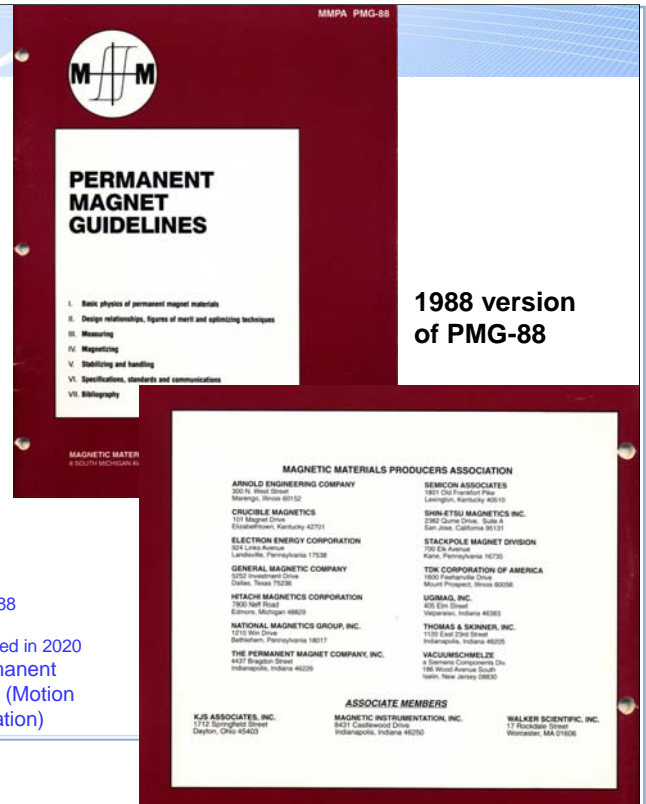 MMPA PMG-88
M M
PERMANENT
MAGNET
GUIDELINES
I. Basic physics of permanent magnet materials
II. Design relationships, figures of merit and optimizing techniques
III. Measuring
IV. Magnetizing
V. Stabilizing and handling
VI. Specifications, standards and communications
VII. Bibliography
MAGNETIC MATER
8 SOUTH MICHIGAN AV
1988 version
of PMG-88
MAGNETIC MATERIALS PRODUCERS ASSOCIATION
ARNOLD ENGINEERING COMPANY
300 N. West Street
Marengo, Illinois 60152
CRUCIBLE MAGNETICS
101 Magnet Drive
Elizabethtown, Kentucky 42701
ELECTRON ENERGY CORPORATION
924 Links Avenue
Landisville, Pennsylvania 17538
GENERAL MAGNETIC COMPANY
5252 Investment Drive
Dallas, Texas 75236
HITACHI MAGNETICS CORPORATION
7800 Neff Road
Edmore, Michigan 48829
NATIONAL MAGNETICS GROUP, INC.
1210 Win Drive
Bethlehem, Pennsylvania 18017
THE PERMANENT MAGNET COMPANY, INC.
4437 Bragdon Street
Indianapolis, Indiana 46226
SEMICON ASSOCIATES
1801 Old Frankfort Pike
Lexington, Kentucky 40510
SHIN-ETSU MAGNETICS INC.
2362 Qume Drive, Suite A
San Jose, California 95131
STACKPOLE MAGNET DIVISION
700 Elk Avenue
Kane, Pennsylvania 16735
TDK CORPORATION OF AMERICA
1600 Feehanville Drive
Mount Prospect, Illinois 60056
UGIMAG, INC.
405 Elm Street
Valparaiso, Indiana 46383
THOMAS & SKINNER, INC.
1120 East 23rd Street
Indianapolis, Indiana 46205
VACUUMSCHMELZE
a Siemens Components Div.
186 Wood Avenue South
Iselin, New Jersey 08830
ASSOCIATE MEMBERS
KJS ASSOCIATES, INC.
1712 Springfield Street
Dayton, Ohio 45403
MAGNETIC INSTRUMENTATION, INC.
8431 Castlewood Drive
Indianapolis, Indiana 46250
WALKER SCIENTIFIC, INC.
17 Rockdale Street
Worcester, MA 01606
88
ed in 2020
manent
(Motion
ation)